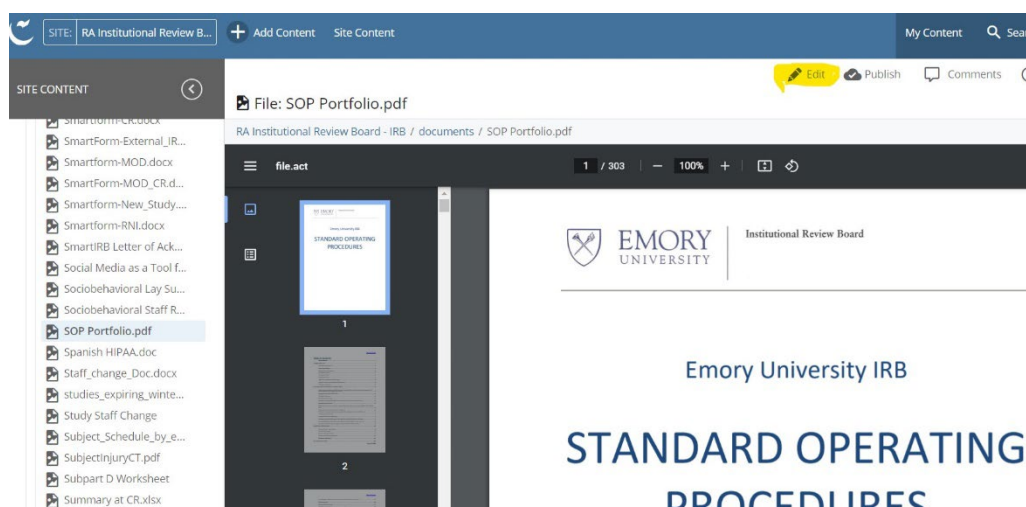 SITE: RA Institutional Review B... Add Content Site Content My Content Sear
SITE CONTENT
Edit Publish Comments
File: SOP Portfolio.pdf
RA Institutional Review Board - IRB / documents / SOP Portfolio.pdf
Smartform-CR.docx
SmartForm-External_IR...
Smartform-MOD.docx
SmartForm-MOD_CR.d...
Smartform-New_Study....
Smartform-RNI.docx
SmartIRB Letter of Ack...
Social Media as a Tool f...
Sociobehavioral Lay Su...
Sociobehavioral Staff R...
SOP Portfolio.pdf
Spanish HIPAA.doc
Staff_change_Doc.docx
studies_expiring_winte...
Study Staff Change
Subject_Schedule_by_e...
SubjectInjuryCT.pdf
Subpart D Worksheet
Summary at CR.xlsx
file.act 1 / 303 100%
STANDARD OPERATING
PROCEDURES
1
2
EMORY
UNIVERSITY
Institutional Review Board
Emory University IRB
STANDARD OPERATING
PROCEDURES